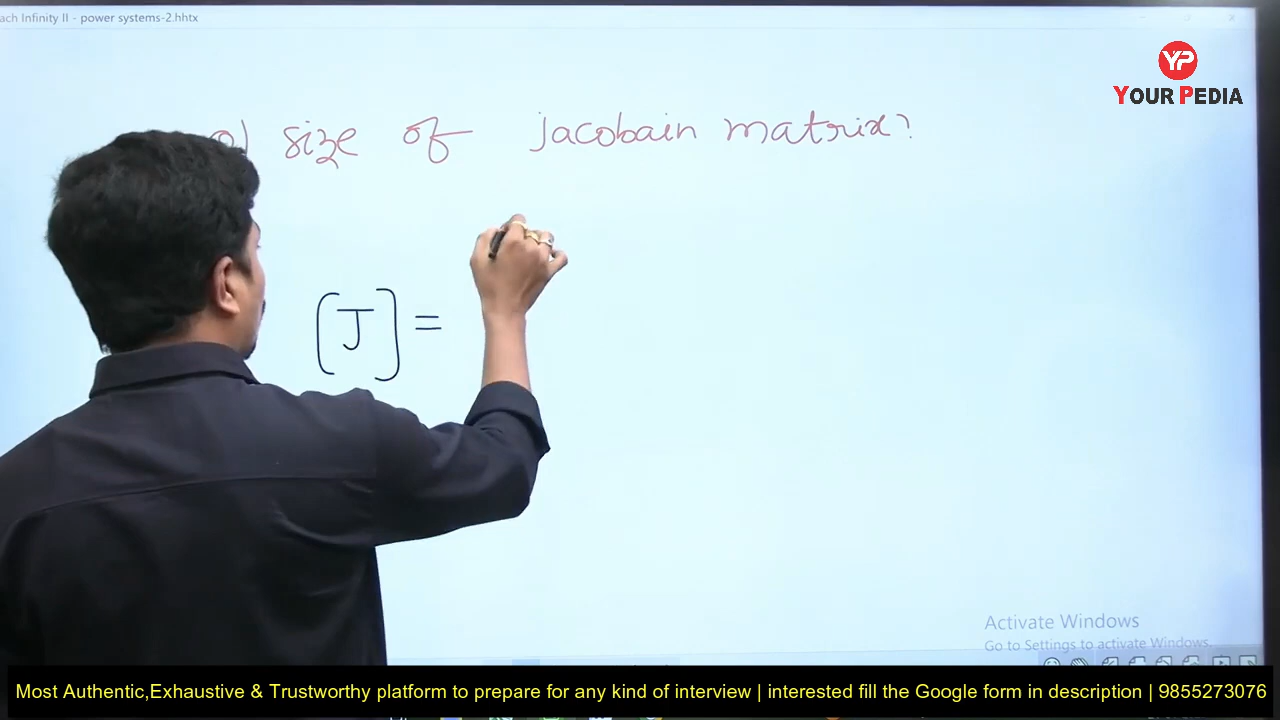 ach Infinity II - power systems-2.hhtx
YP
YOUR PEDIA
size of jacobain matrix?
[J] =
Activate Windows
Go to Settings to activate Windows.
Most Authentic,Exhaustive & Trustworthy platform to prepare for any kind of interview | interested fill the Google form in description | 9855273076